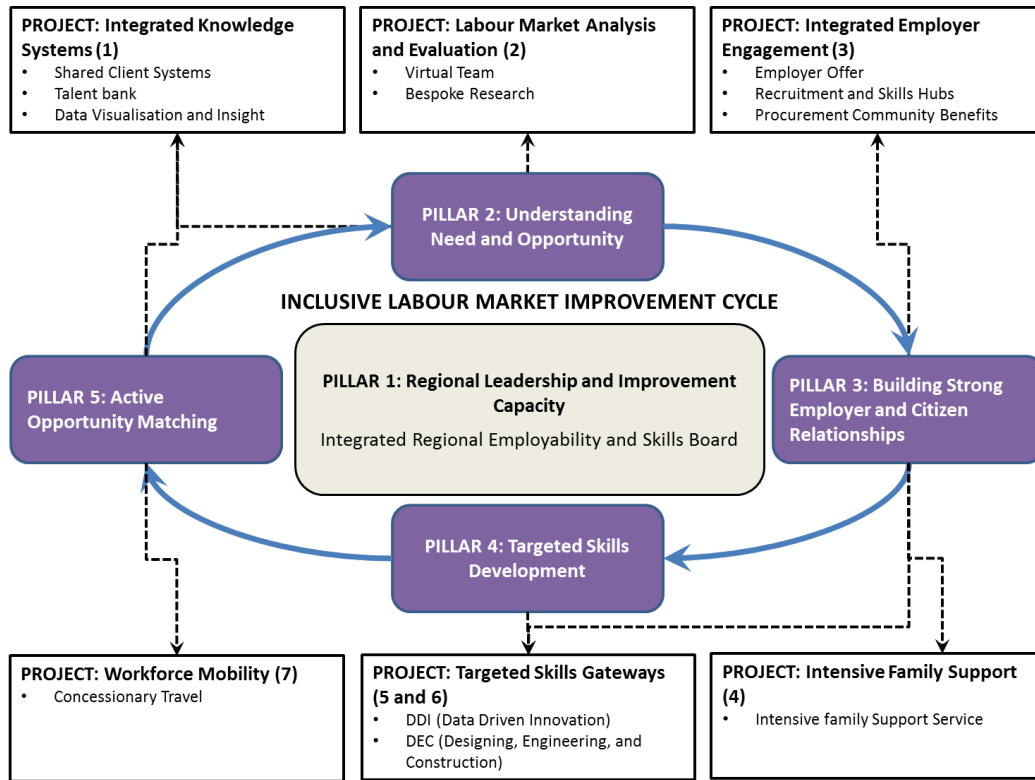 PROJECT: Integrated Knowledge
Systems (1)
• Shared Client Systems
• Talent bank
• Data Visualisation and Insight
PROJECT: Labour Market Analysis
and Evaluation (2)
• Virtual Team
• Bespoke Research
PROJECT: Integrated Employer
Engagement (3)
• Employer Offer
• Recruitment and Skills Hubs
• Procurement Community Benefits
PILLAR 2: Understanding
Need and Opportunity
INCLUSIVE LABOUR MARKET IMPROVEMENT CYCLE
PILLAR 5: Active
Opportunity Matching
PILLAR 1: Regional Leadership and Improvement
Capacity
Integrated Regional Employability and Skills Board
PILLAR 3: Building Strong
Employer and Citizen
Relationships
PILLAR 4: Targeted Skills
Development
PROJECT: Workforce Mobility (7)
• Concessionary Travel
PROJECT: Targeted Skills Gateways
(5 and 6)
• DDI (Data Driven Innovation)
• DEC (Designing, Engineering, and
Construction)
PROJECT: Intensive Family Support
(4)
• Intensive family Support Service